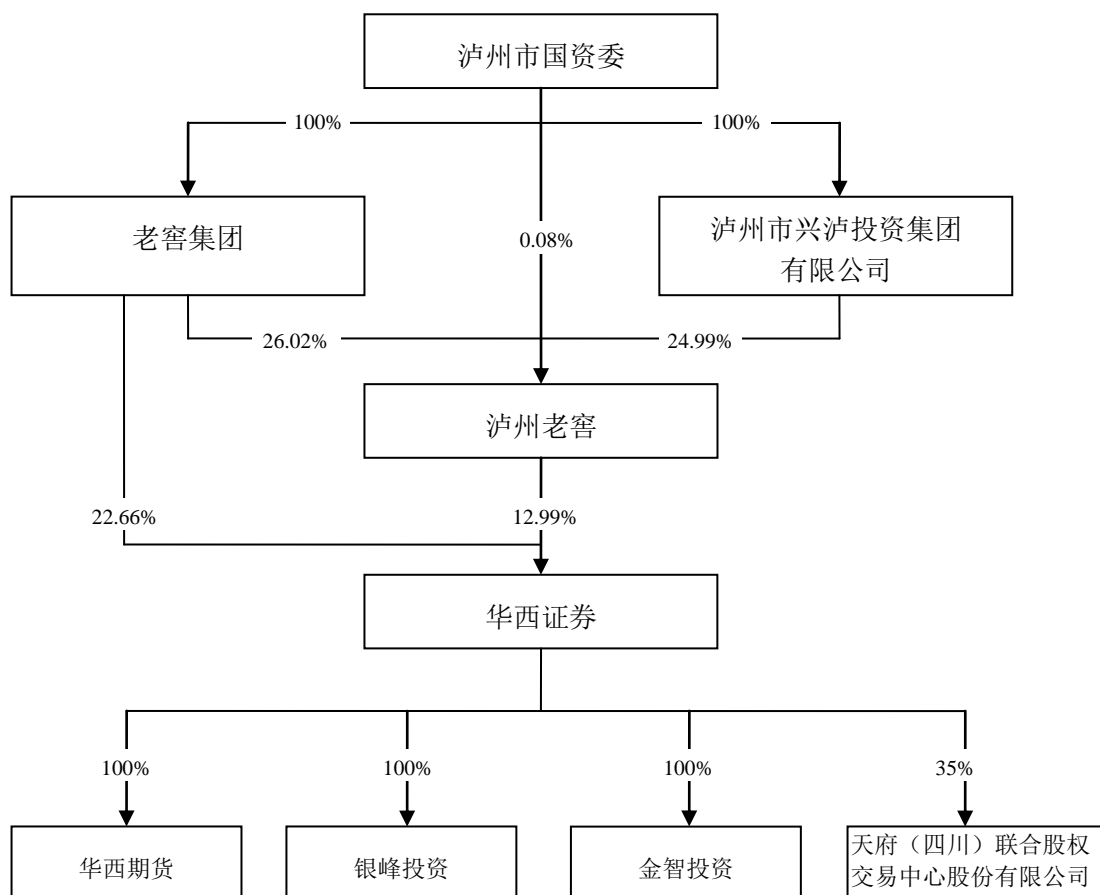 泸州市国资委
100%
100%
老窖集团
0.08%
泸州市兴泸投资集团
有限公司
26.02%
24.99%
泸州老窖
22.66%
12.99%
华西证券
100%
100%
100%
35%
华西期货
银峰投资
金智投资
天府（四川）联合股权
交易中心股份有限公司